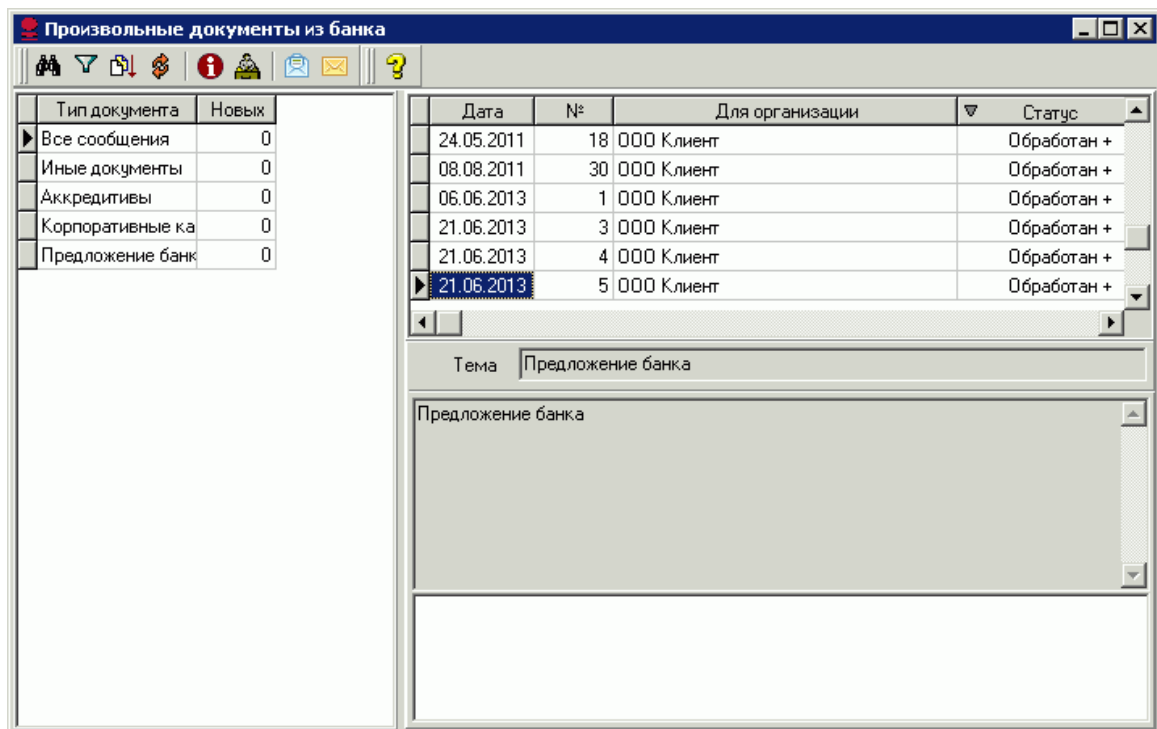 Произвольные документы из банка
Тип документа Новых
Все сообщения 0
Иные документы 0
Аккредитивы 0
Корпоративные ка 0
Предложение банк 0
Дата № Для организации Статус
24.05.2011 18 ООО Клиент Обработан +
08.08.2011 30 ООО Клиент Обработан +
06.06.2013 1 ООО Клиент Обработан +
21.06.2013 3 ООО Клиент Обработан +
21.06.2013 4 ООО Клиент Обработан +
21.06.2013 5 ООО Клиент Обработан +
Тема Предложение банка
Предложение банка